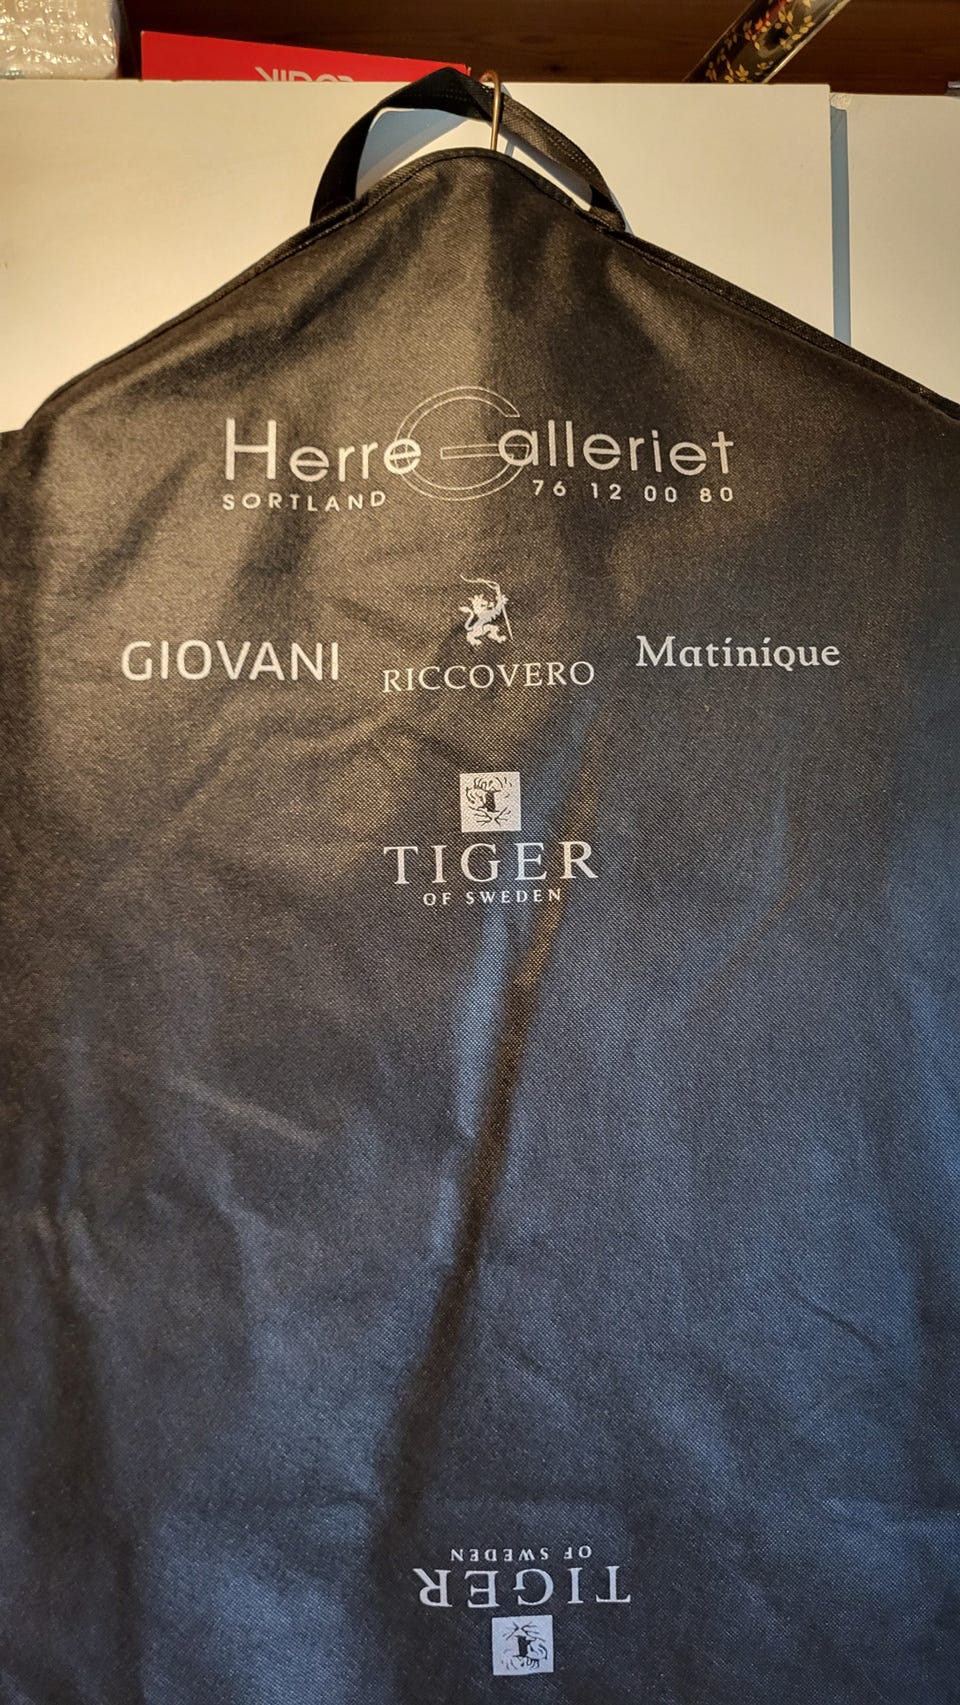 Herre Galleriet
SORTLAND 76 12 00 80
GIOVANI RICCOVERO Matinique
TIGER
OF SWEDEN
TIGER
OF SWEDEN